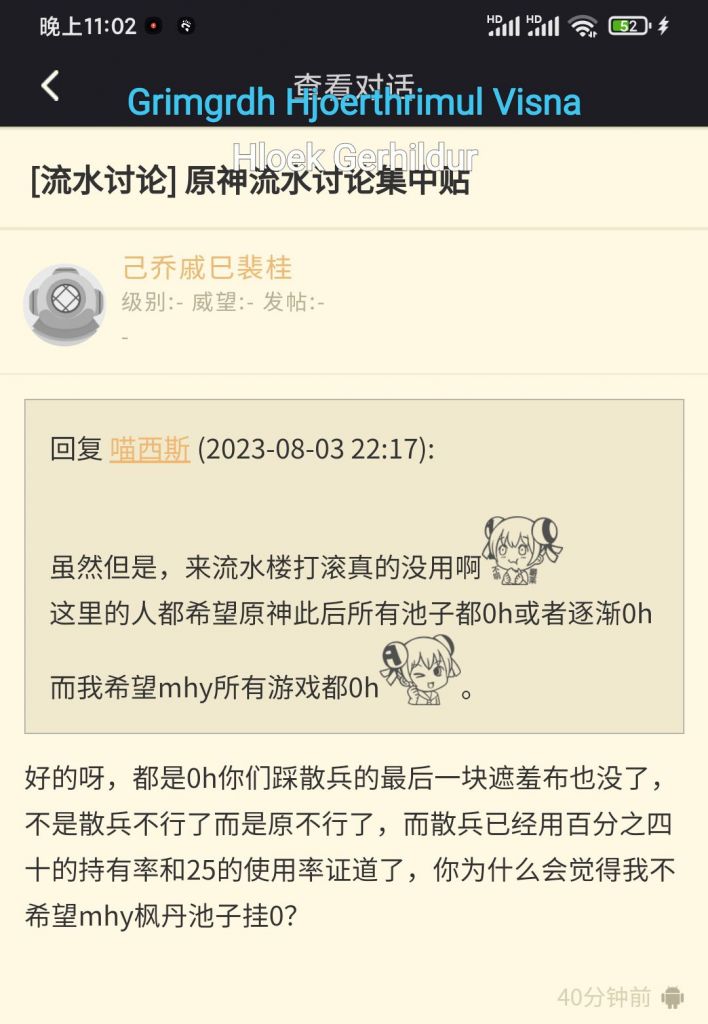 晚上11:02
HD HD 52
查看对话
Grimgrdh Hjoerthrimul Visna
Hloek Gerhildur
[流水讨论] 原神流水讨论集中贴
己乔戚巳裴桂
级别:- 威望:- 发帖:-
-
回复 喵西斯 (2023-08-03 22:17):
虽然但是，来流水楼打滚真的没用啊
这里的人都希望原神此后所有池子都0h或者逐渐0h
而我希望mhy所有游戏都0h。
好的呀，都是0h你们踩散兵的最后一块遮羞布也没了，
不是散兵不行了而是原不行了，而散兵已经用百分之四
十的持有率和25的使用率证道了，你为什么会觉得我不
希望mhy枫丹池子挂0？
40分钟前